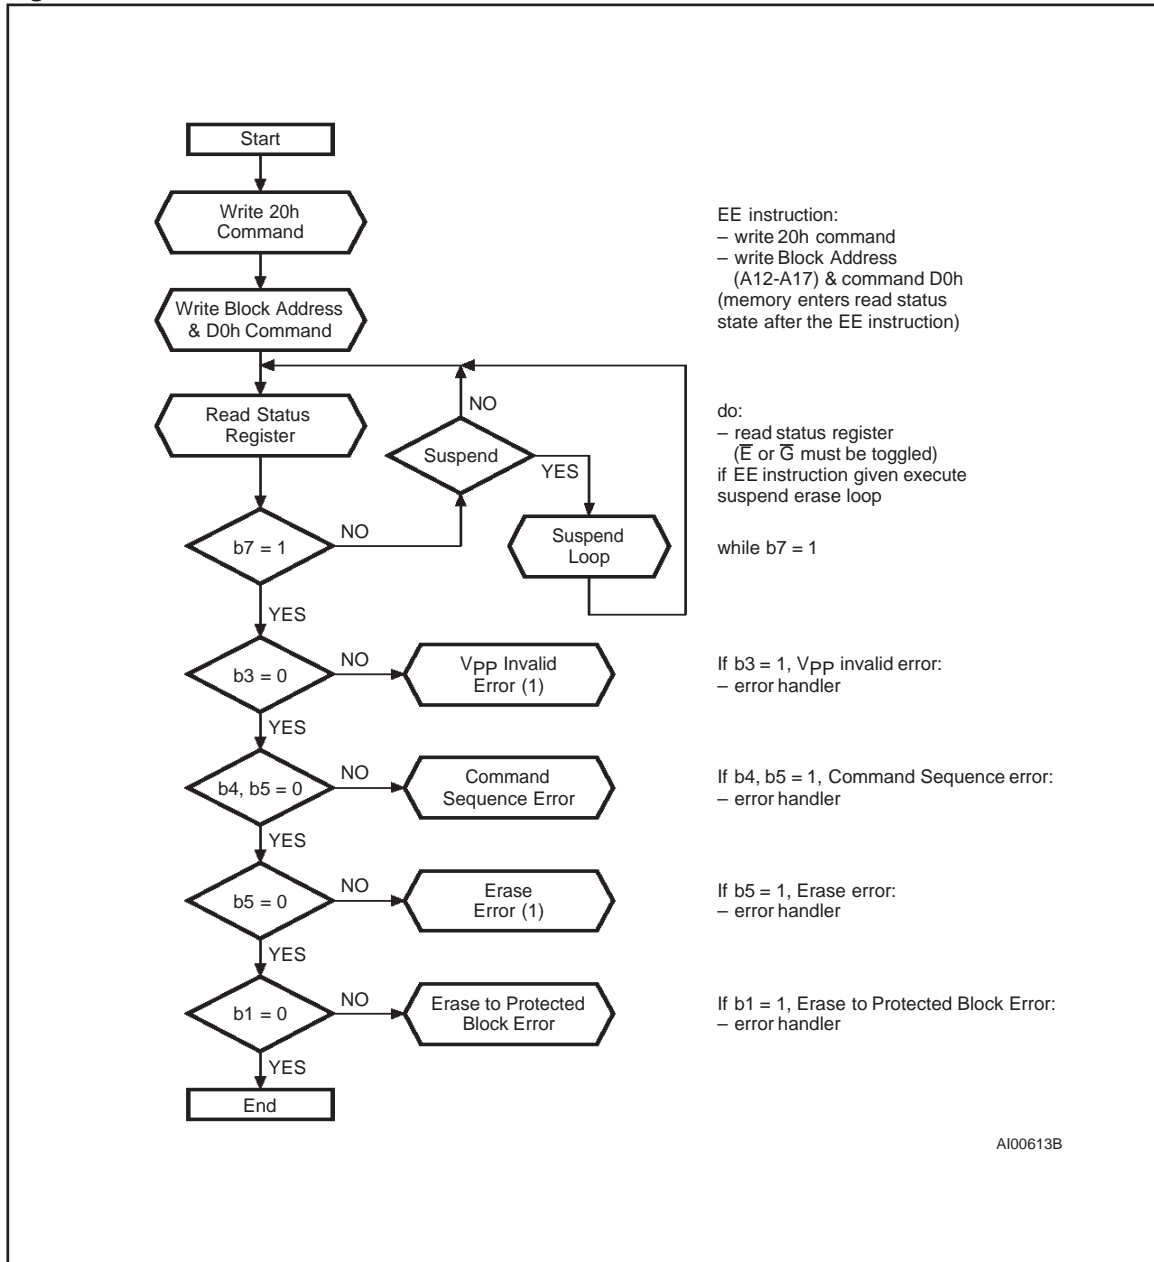 Start
Write 20h
Command
Write Block Address
& D0h Command
Read Status
Register
Suspend
NO
YES
Suspend
Loop
b7 = 1
NO
YES
b3 = 0
NO
VPP Invalid
Error (1)
YES
b4, b5 = 0
NO
Command
Sequence Error
YES
b5 = 0
NO
Erase
Error (1)
YES
b1 = 0
NO
Erase to Protected
Block Error
YES
End
EE instruction:
– write 20h command
– write Block Address
(A12-A17) & command D0h
(memory enters read status
state after the EE instruction)
do:
– read status register
(E̅ or G̅ must be toggled)
if EE instruction given execute
suspend erase loop
while b7 = 1
If b3 = 1, VPP invalid error:
– error handler
If b4, b5 = 1, Command Sequence error:
– error handler
If b5 = 1, Erase error:
– error handler
If b1 = 1, Erase to Protected Block Error:
– error handler
AI00613B